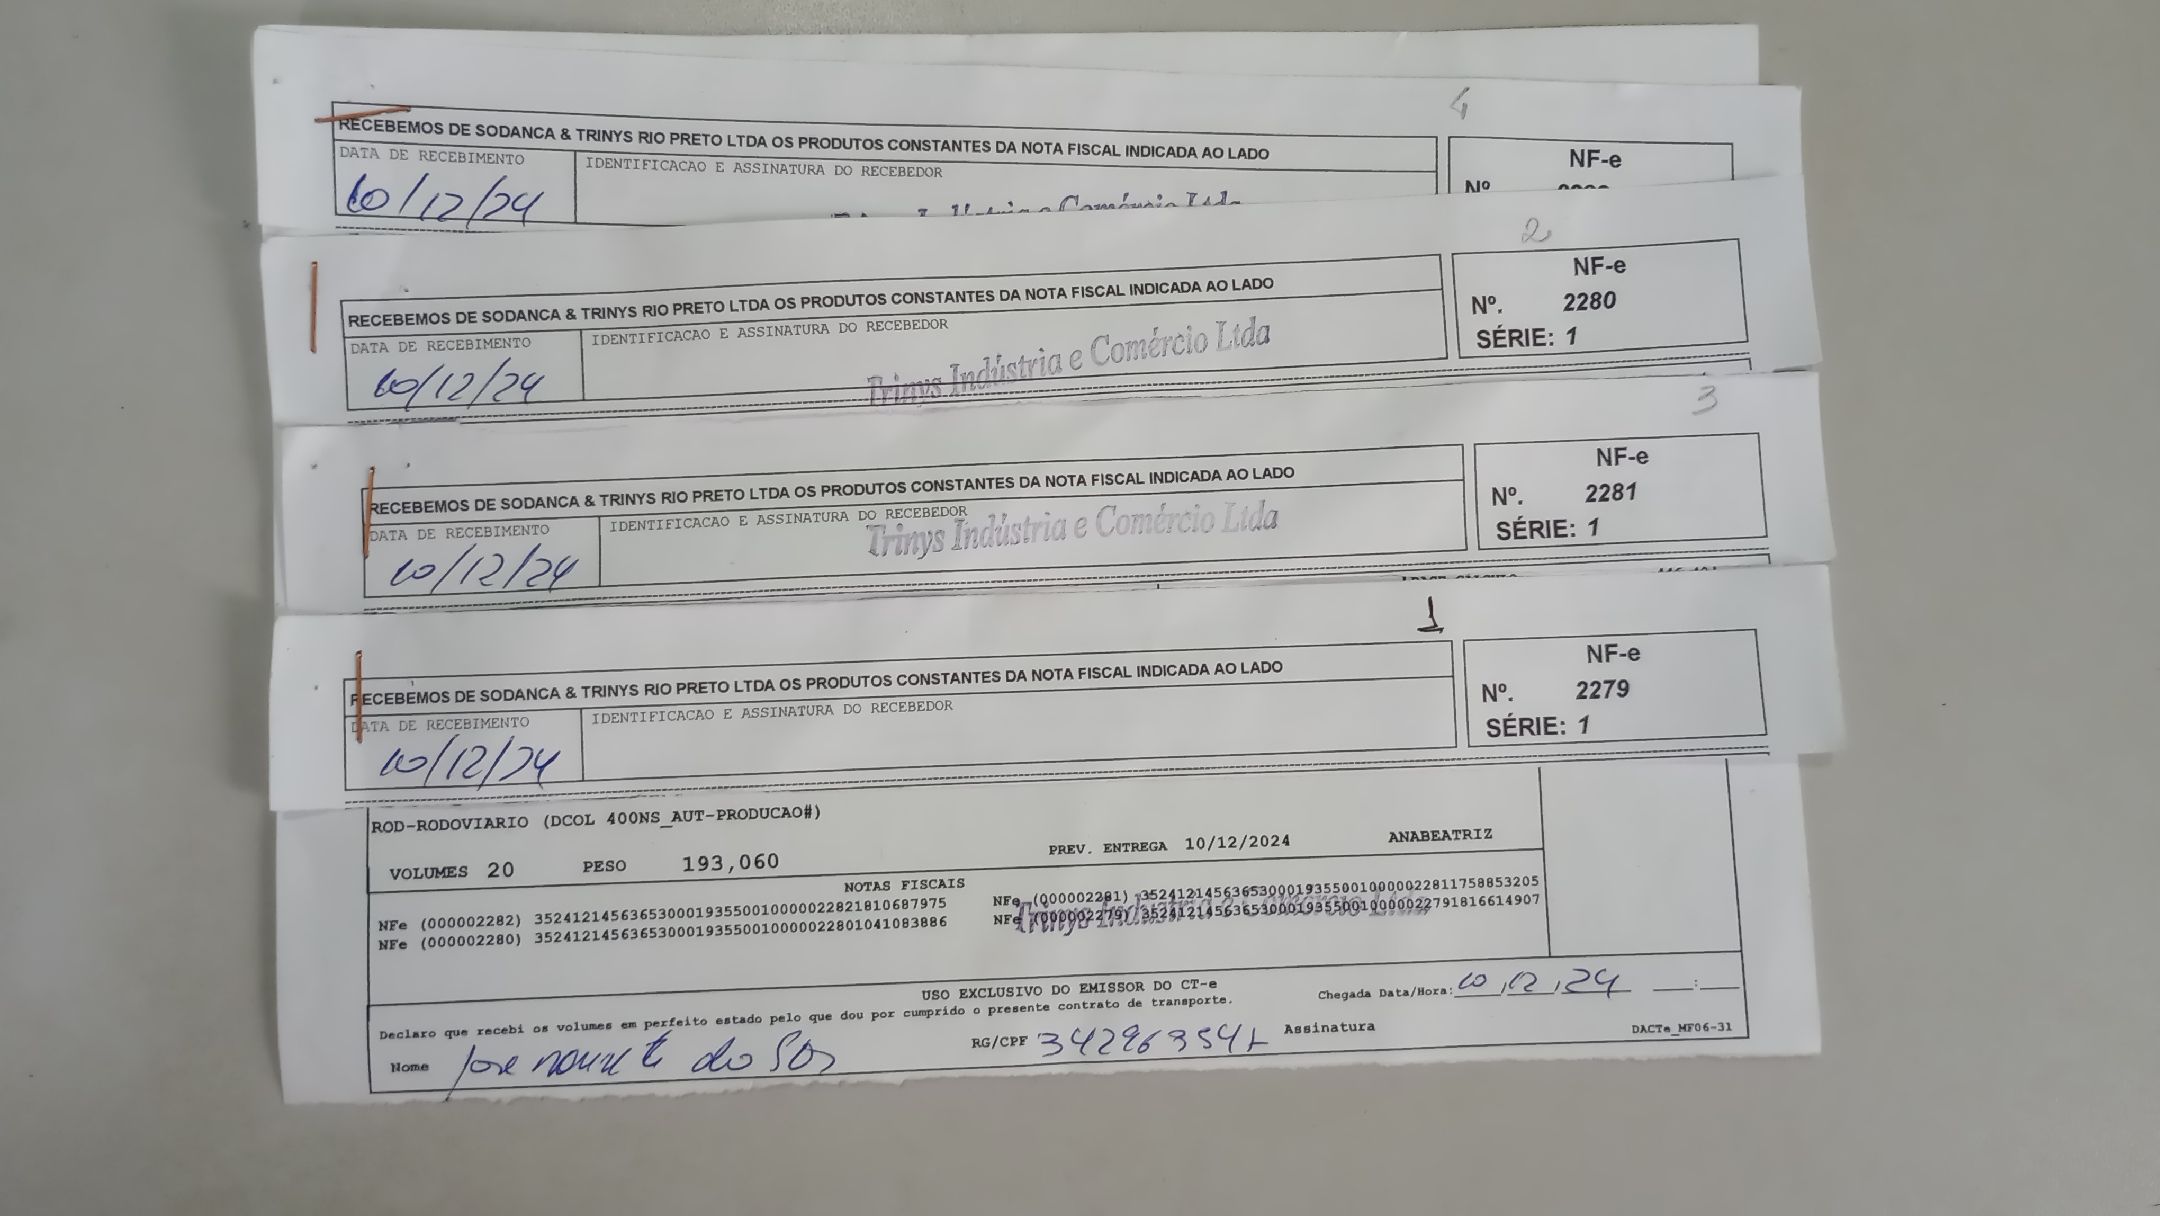 4
RECEBEMOS DE SODANCA & TRINYS RIO PRETO LTDA OS PRODUTOS CONSTANTES DA NOTA FISCAL INDICADA AO LADO
NF-e
DATA DE RECEBIMENTO
IDENTIFICACAO E ASSINATURA DO RECEBEDOR
Nº
10/12/24
e Comércio Ltda
2
RECEBEMOS DE SODANCA & TRINYS RIO PRETO LTDA OS PRODUTOS CONSTANTES DA NOTA FISCAL INDICADA AO LADO
NF-e
DATA DE RECEBIMENTO
IDENTIFICACAO E ASSINATURA DO RECEBEDOR
Nº. 2280
SÉRIE: 1
10/12/24
Trinys Indústria e Comércio Ltda
3
RECEBEMOS DE SODANCA & TRINYS RIO PRETO LTDA OS PRODUTOS CONSTANTES DA NOTA FISCAL INDICADA AO LADO
NF-e
DATA DE RECEBIMENTO
IDENTIFICACAO E ASSINATURA DO RECEBEDOR
Nº. 2281
SÉRIE: 1
10/12/24
Trinys Indústria e Comércio Ltda
1
RECEBEMOS DE SODANCA & TRINYS RIO PRETO LTDA OS PRODUTOS CONSTANTES DA NOTA FISCAL INDICADA AO LADO
NF-e
DATA DE RECEBIMENTO
IDENTIFICACAO E ASSINATURA DO RECEBEDOR
Nº. 2279
SÉRIE: 1
10/12/24
ROD-RODOVIARIO (DCOL 400NS_AUT-PRODUCAO#)
VOLUMES 20 PESO 193,060 PREV. ENTREGA 10/12/2024 ANABEATRIZ
NOTAS FISCAIS
NFe (000002282) 35241214563653000193550010000022821810687975 NFe (000002281) 35241214563653000193550010000022811758853205
NFe (000002280) 35241214563653000193550010000022801041083886 NFe (000002279) 35241214563653000193550010000022791816614907
Trinys Indústria e Comércio Ltda
USO EXCLUSIVO DO EMISSOR DO CT-e
Declaro que recebi os volumes em perfeito estado pelo que dou por cumprido o presente contrato de transporte.
Chegada Data/Hora: 10,12,24 :
Nome Jose
RG/CPF
Assinatura
DACTe_MF06-31